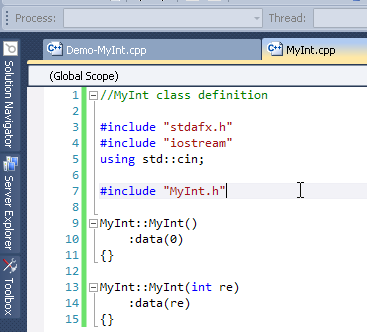 Process: Thread:
Demo-MyInt.cpp MyInt.cpp
(Global Scope)
Solution Navigator
Server Explorer
Toolbox
1 //MyInt class definition
2
3 #include "stdafx.h"
4 #include "iostream"
5 using std::cin;
6
7 #include "MyInt.h"
8
9 MyInt::MyInt()
10 :data(0)
11 {}
12
13 MyInt::MyInt(int re)
14 :data(re)
15 {}